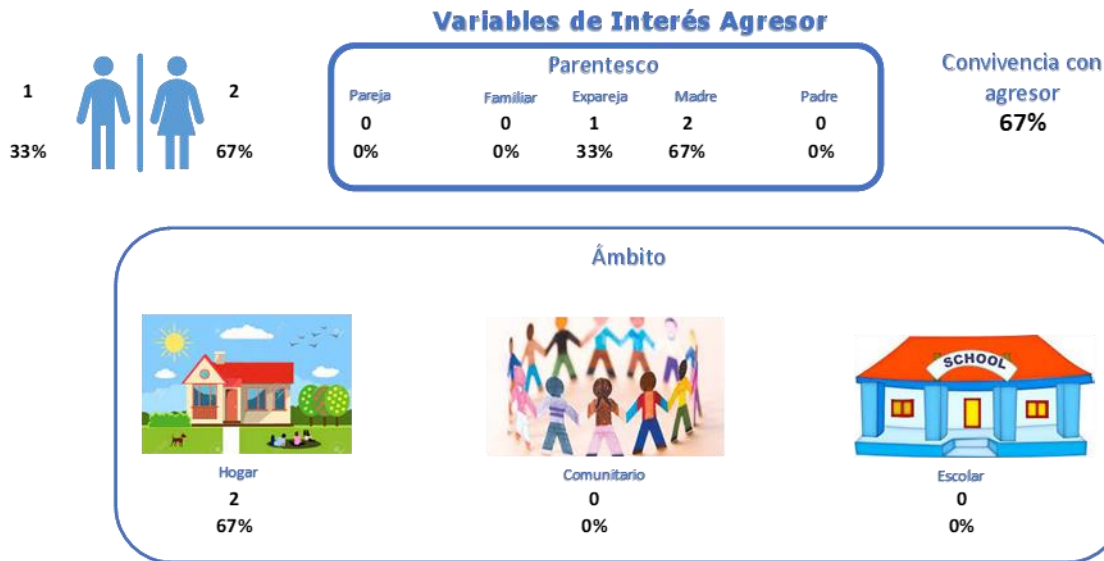 Variables de Interés Agresor
1
2
33%
67%
Parentesco
Pareja Familiar Expareja Madre Padre
0 0 1 2 0
0% 0% 33% 67% 0%
Convivencia con
agresor
67%
Ámbito
SCHOOL
Hogar Comunitario Escolar
2 0 0
67% 0% 0%